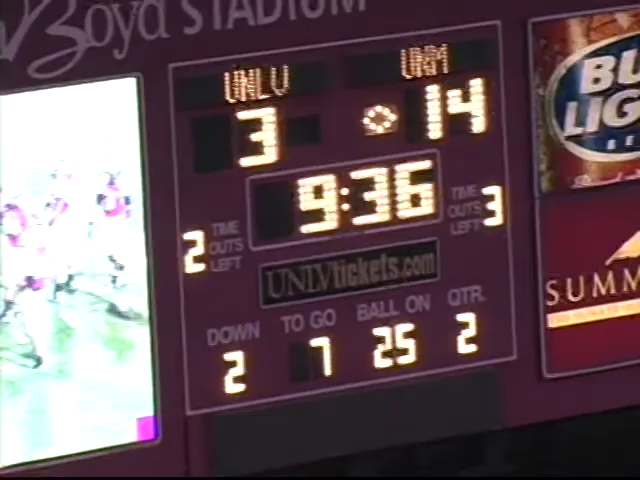 Boyd STADIUM
UNLV UNM
3 14
9:36
2 TIME OUTS LEFT
TIME OUTS LEFT 3
UNLVtickets.com
DOWN TO GO BALL ON QTR.
2 7 25 2
BUD
LIGHT
BE
SUMM